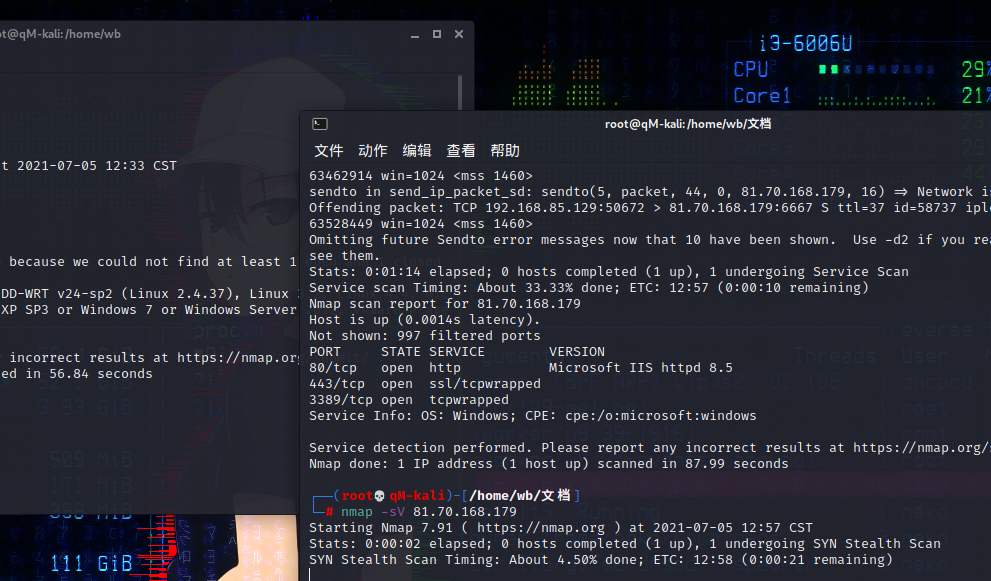 ot@qM-kali:/home/wb
t 2021-07-05 12:33 CST
because we could not find at least 1
DD-WRT v24-sp2 (Linux 2.4.37), Linux
XP SP3 or Windows 7 or Windows Server
incorrect results at https://nmap.or
ed in 56.84 seconds
i3-6006U
CPU 29%
Core1 21%
root@qM-kali:/home/wb/文档
文件 动作 编辑 查看 帮助
63462914 win=1024 <mss 1460>
sendto in send_ip_packet_sd: sendto(5, packet, 44, 0, 81.70.168.179, 16) => Network i
Offending packet: TCP 192.168.85.129:50672 > 81.70.168.179:6667 S ttl=37 id=58737 iple
63528449 win=1024 <mss 1460>
Omitting future Sendto error messages now that 10 have been shown.  Use -d2 if you rea
see them.
Stats: 0:01:14 elapsed; 0 hosts completed (1 up), 1 undergoing Service Scan
Service scan Timing: About 33.33% done; ETC: 12:57 (0:00:10 remaining)
Nmap scan report for 81.70.168.179
Host is up (0.0014s latency).
Not shown: 997 filtered ports
PORT     STATE SERVICE        VERSION
80/tcp   open  http           Microsoft IIS httpd 8.5
443/tcp  open  ssl/tcpwrapped
3389/tcp open  tcpwrapped
Service Info: OS: Windows; CPE: cpe:/o:microsoft:windows
Service detection performed. Please report any incorrect results at https://nmap.org/
Nmap done: 1 IP address (1 host up) scanned in 87.99 seconds
(root💀qM-kali)-[/home/wb/文档]
# nmap -sV 81.70.168.179
Starting Nmap 7.91 ( https://nmap.org ) at 2021-07-05 12:57 CST
Stats: 0:00:02 elapsed; 0 hosts completed (1 up), 1 undergoing SYN Stealth Scan
SYN Stealth Scan Timing: About 4.50% done; ETC: 12:58 (0:00:21 remaining)
509 MiB
171 MiB
111 GiB
Threads User: